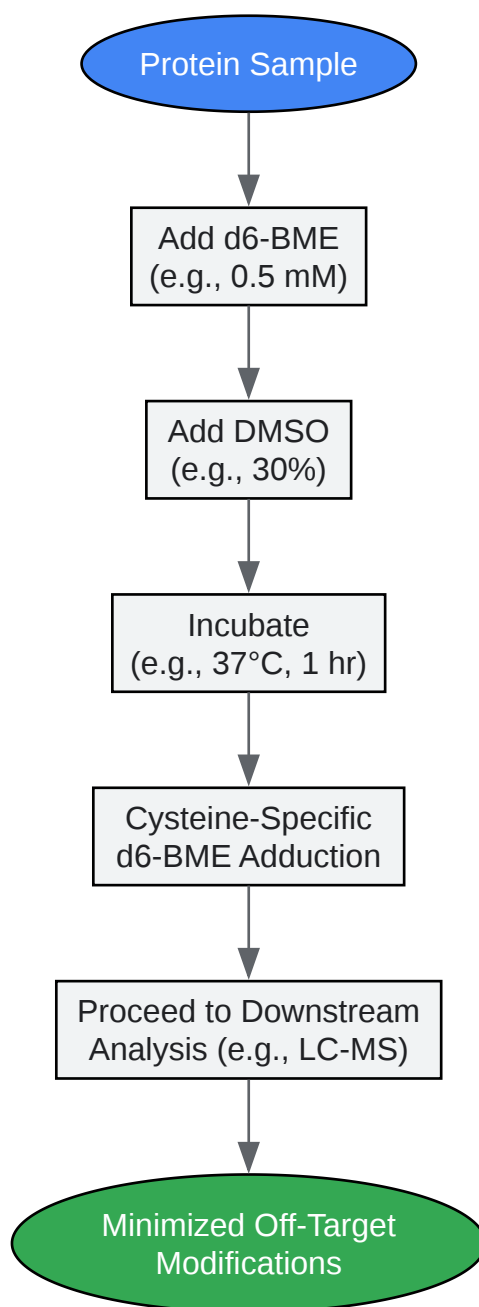 Protein Sample
Add d6-BME
(e.g., 0.5 mM)
Add DMSO
(e.g., 30%)
Incubate
(e.g., 37°C, 1 hr)
Cysteine-Specific
d6-BME Adduction
Proceed to Downstream
Analysis (e.g., LC-MS)
Minimized Off-Target
Modifications